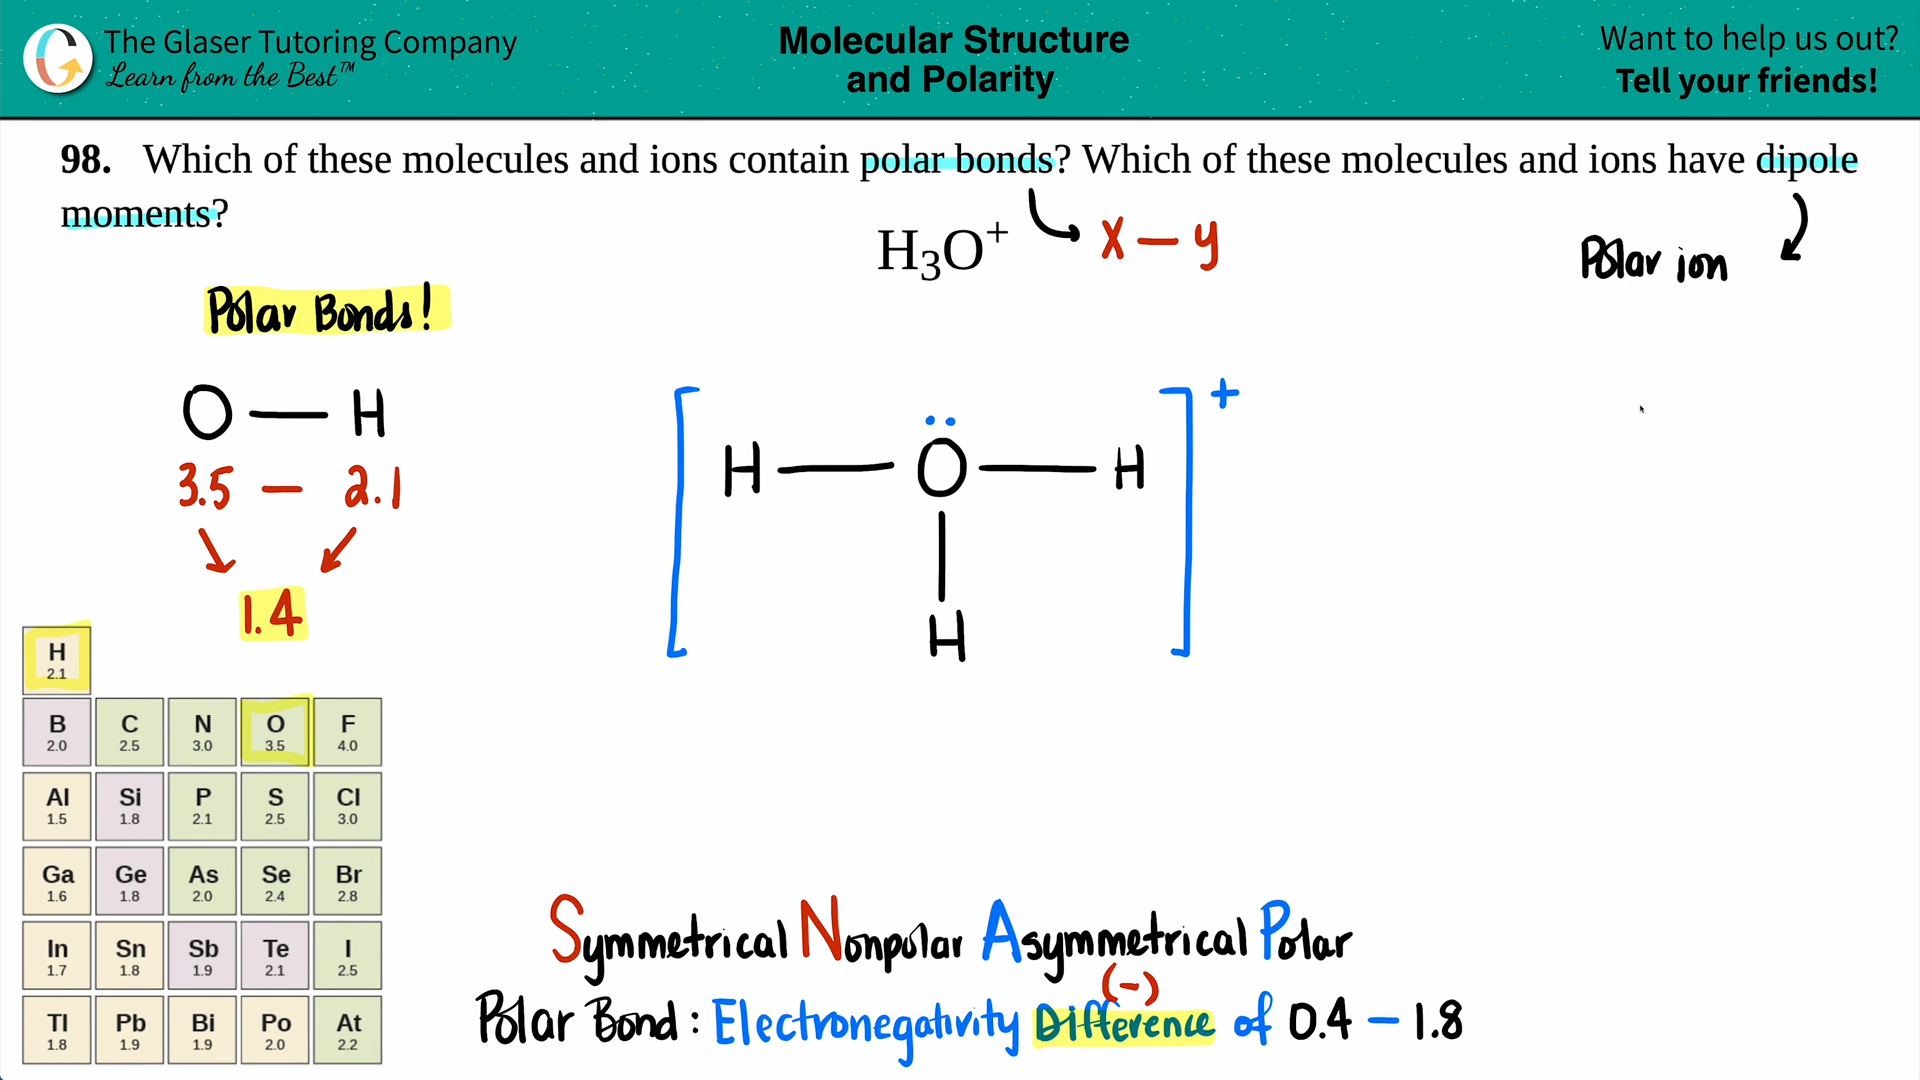 The Glaser Tutoring Company
Learn from the Best™
Molecular Structure
and Polarity
Want to help us out?
Tell your friends!
98. Which of these molecules and ions contain polar bonds? Which of these molecules and ions have dipole
moments?
H₃O⁺
X — y
Polar ion
Polar Bonds!
O — H
3.5 — 2.1
1.4
[H — O — H]+
H
H
2.1
B C N O F
2.0 2.5 3.0 3.5 4.0
Al Si P S Cl
1.5 1.8 2.1 2.5 3.0
Ga Ge As Se Br
1.6 1.8 2.0 2.4 2.8
In Sn Sb Te I
1.7 1.8 1.9 2.1 2.5
Tl Pb Bi Po At
1.8 1.9 1.9 2.0 2.2
Symmetrical Nonpolar Asymmetrical Polar
(-)
Polar Bond: Electronegativity Difference of 0.4 — 1.8